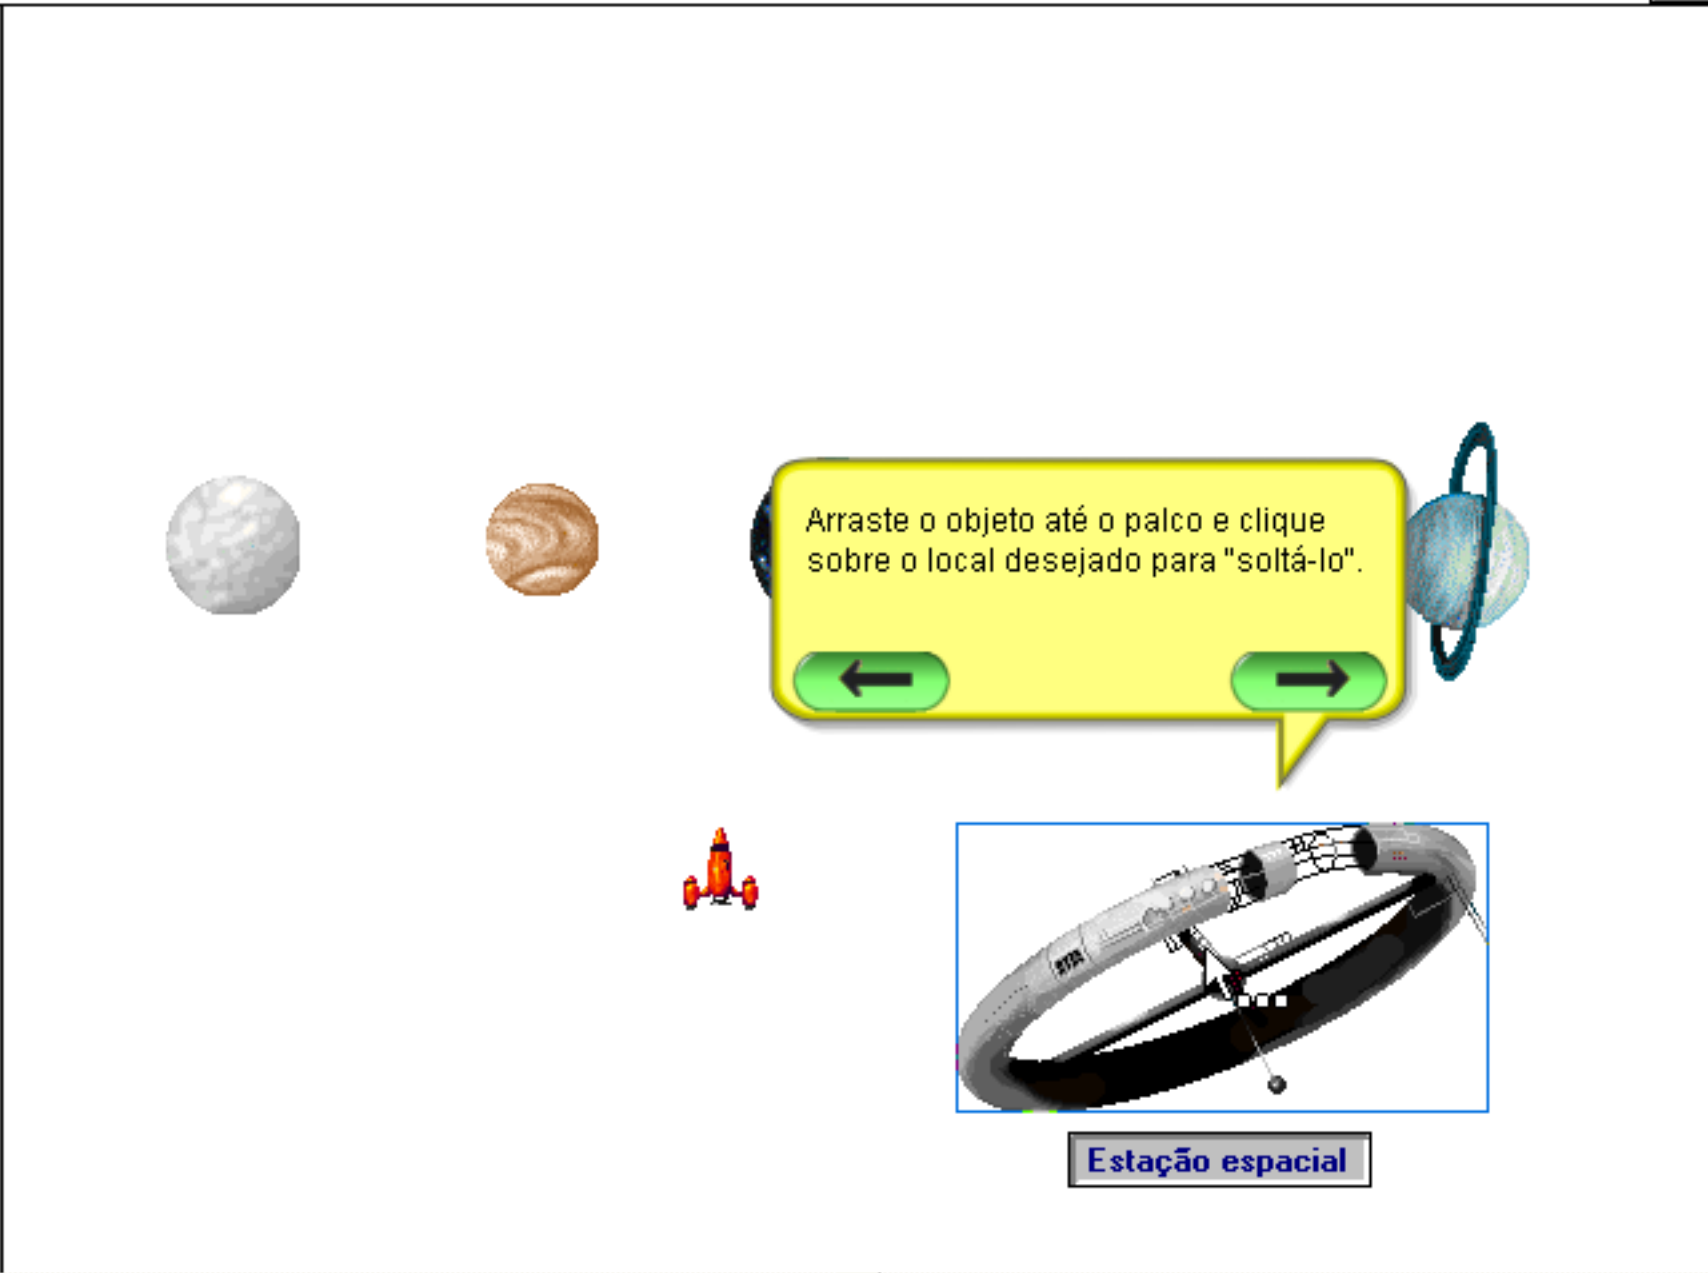 Arraste o objeto até o palco e clique
sobre o local desejado para "soltá-lo".
Estação espacial